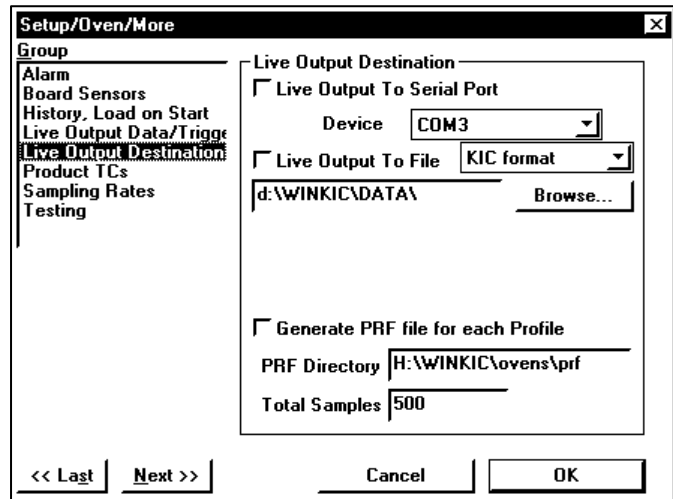 Setup/Oven/More
Group
Alarm
Board Sensors
History, Load on Start
Live Output Data/Trigge
Live Output Destination
Product TCs
Sampling Rates
Testing
Live Output Destination
Live Output To Serial Port
Device COM3
Live Output To File KIC format
d:\WINKIC\DATA\ Browse...
Generate PRF file for each Profile
PRF Directory H:\WINKIC\ovens\prf
Total Samples 500
<< Last Next >> Cancel OK